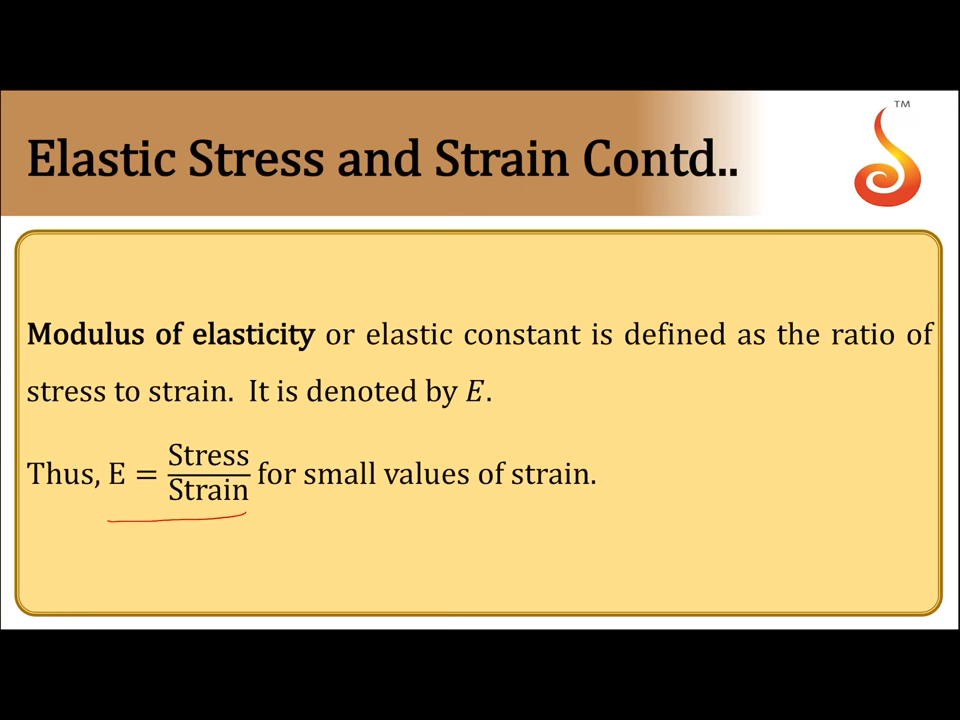 Elastic Stress and Strain Contd..
TM
Modulus of elasticity or elastic constant is defined as the ratio of
stress to strain. It is denoted by E.
Thus, E = Stress/Strain for small values of strain.